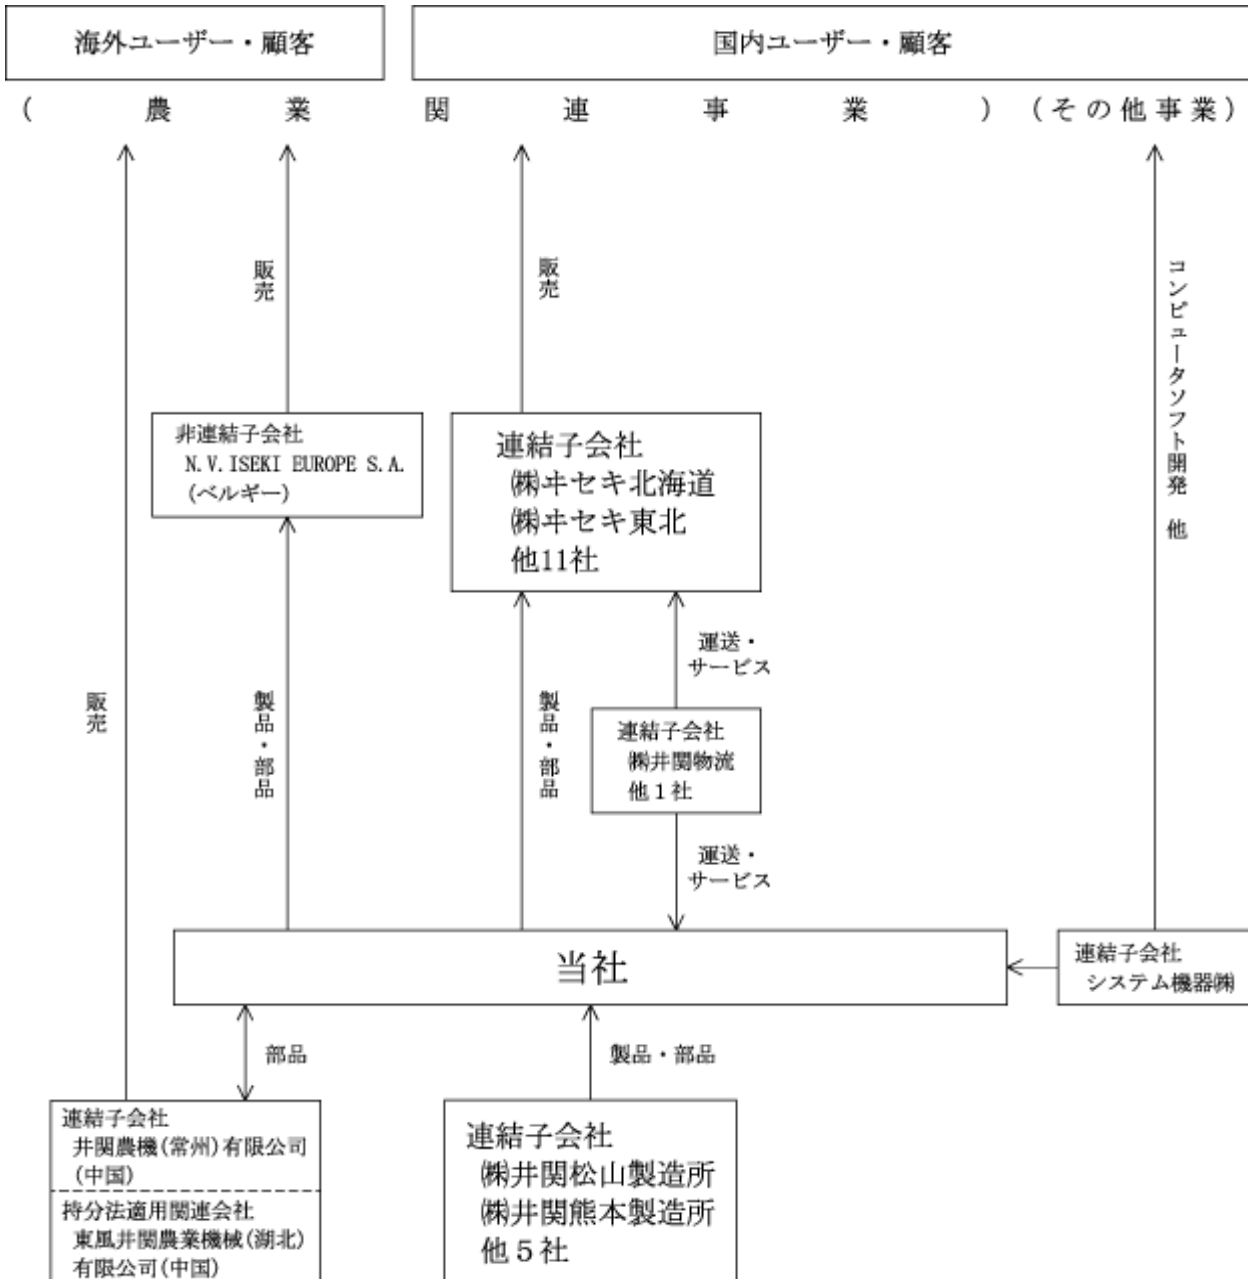 海外ユーザー・顧客
国内ユーザー・顧客
(農業関連事業)
(その他事業)
販売
販売
コンピュータソフト開発 他
非連結子会社
N.V.ISEKI EUROPE S.A.
(ベルギー)
連結子会社
㈱ヰセキ北海道
㈱ヰセキ東北
他11社
運送・
サービス
販売
製品・部品
製品・部品
連結子会社
㈱井関物流
他１社
運送・
サービス
当社
連結子会社
システム機器㈱
部品
製品・部品
連結子会社
井関農機(常州)有限公司
(中国)
持分法適用関連会社
東風井関農業機械(湖北)
有限公司(中国)
連結子会社
㈱井関松山製造所
㈱井関熊本製造所
他５社